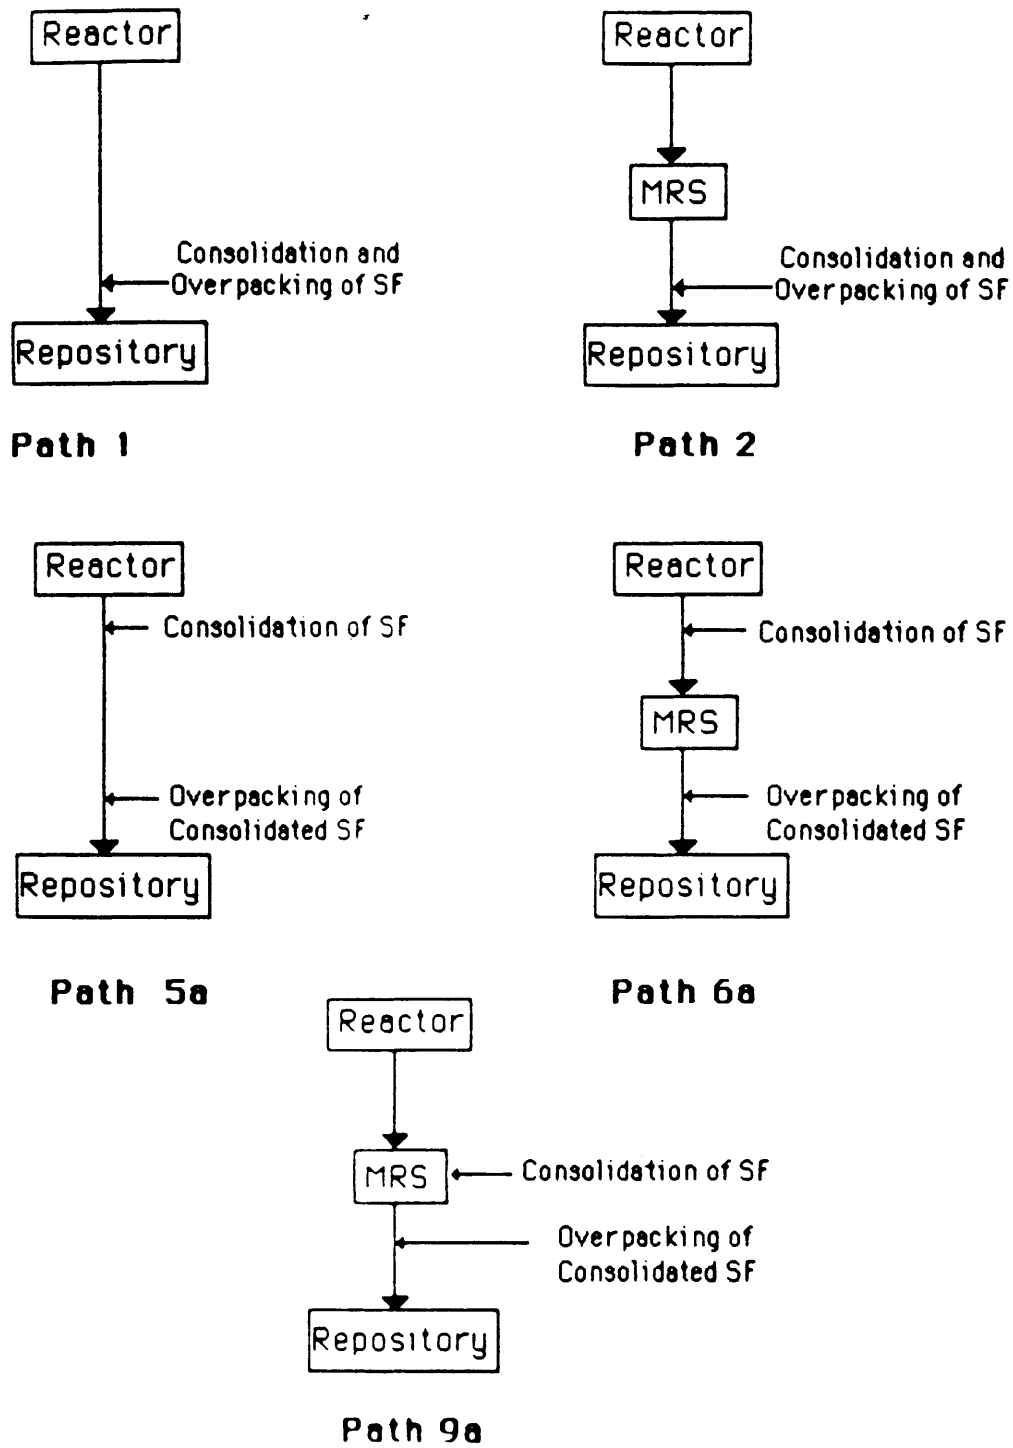 Reactor
Consolidation and
Overpacking of SF
Repository
Path 1
Reactor
MRS
Consolidation and
Overpacking of SF
Repository
Path 2
Reactor
Consolidation of SF
Overpacking of
Consolidated SF
Repository
Path 5a
Reactor
Consolidation of SF
MRS
Overpacking of
Consolidated SF
Repository
Path 6a
Reactor
MRS
Consolidation of SF
Overpacking of
Consolidated SF
Repository
Path 9a